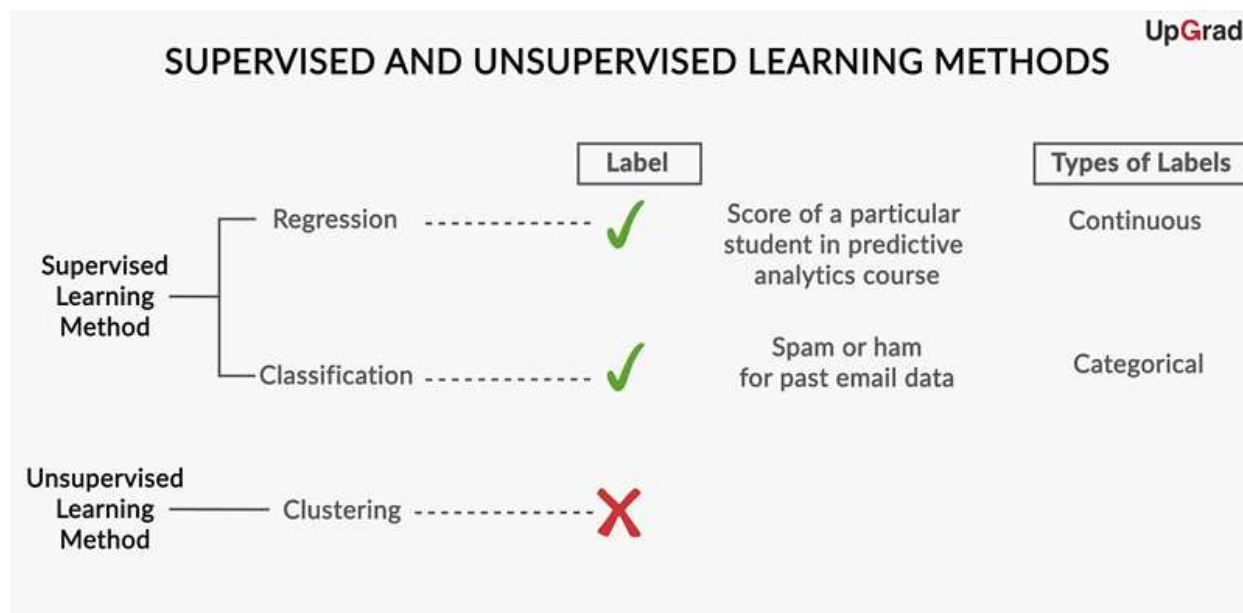 UpGrad
SUPERVISED AND UNSUPERVISED LEARNING METHODS
Label
Types of Labels
Supervised
Learning
Method
Regression
Score of a particular
student in predictive
analytics course
Continuous
Classification
Spam or ham
for past email data
Categorical
Unsupervised
Learning
Method
Clustering